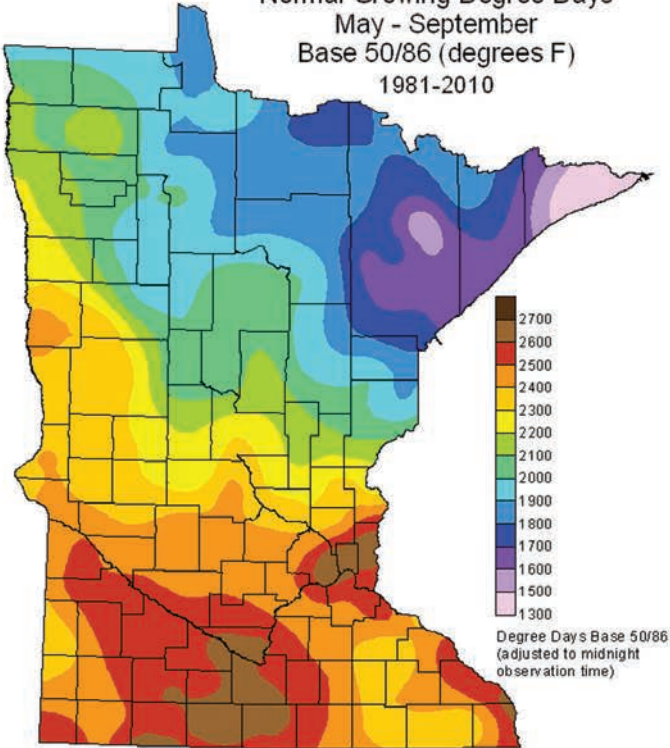 Normal Growing Degree Days
May - September
Base 50/86 (degrees F)
1981-2010
2700
2600
2500
2400
2300
2200
2100
2000
1900
1800
1700
1600
1500
1300
Degree Days Base 50/86
(adjusted to midnight
observation time)